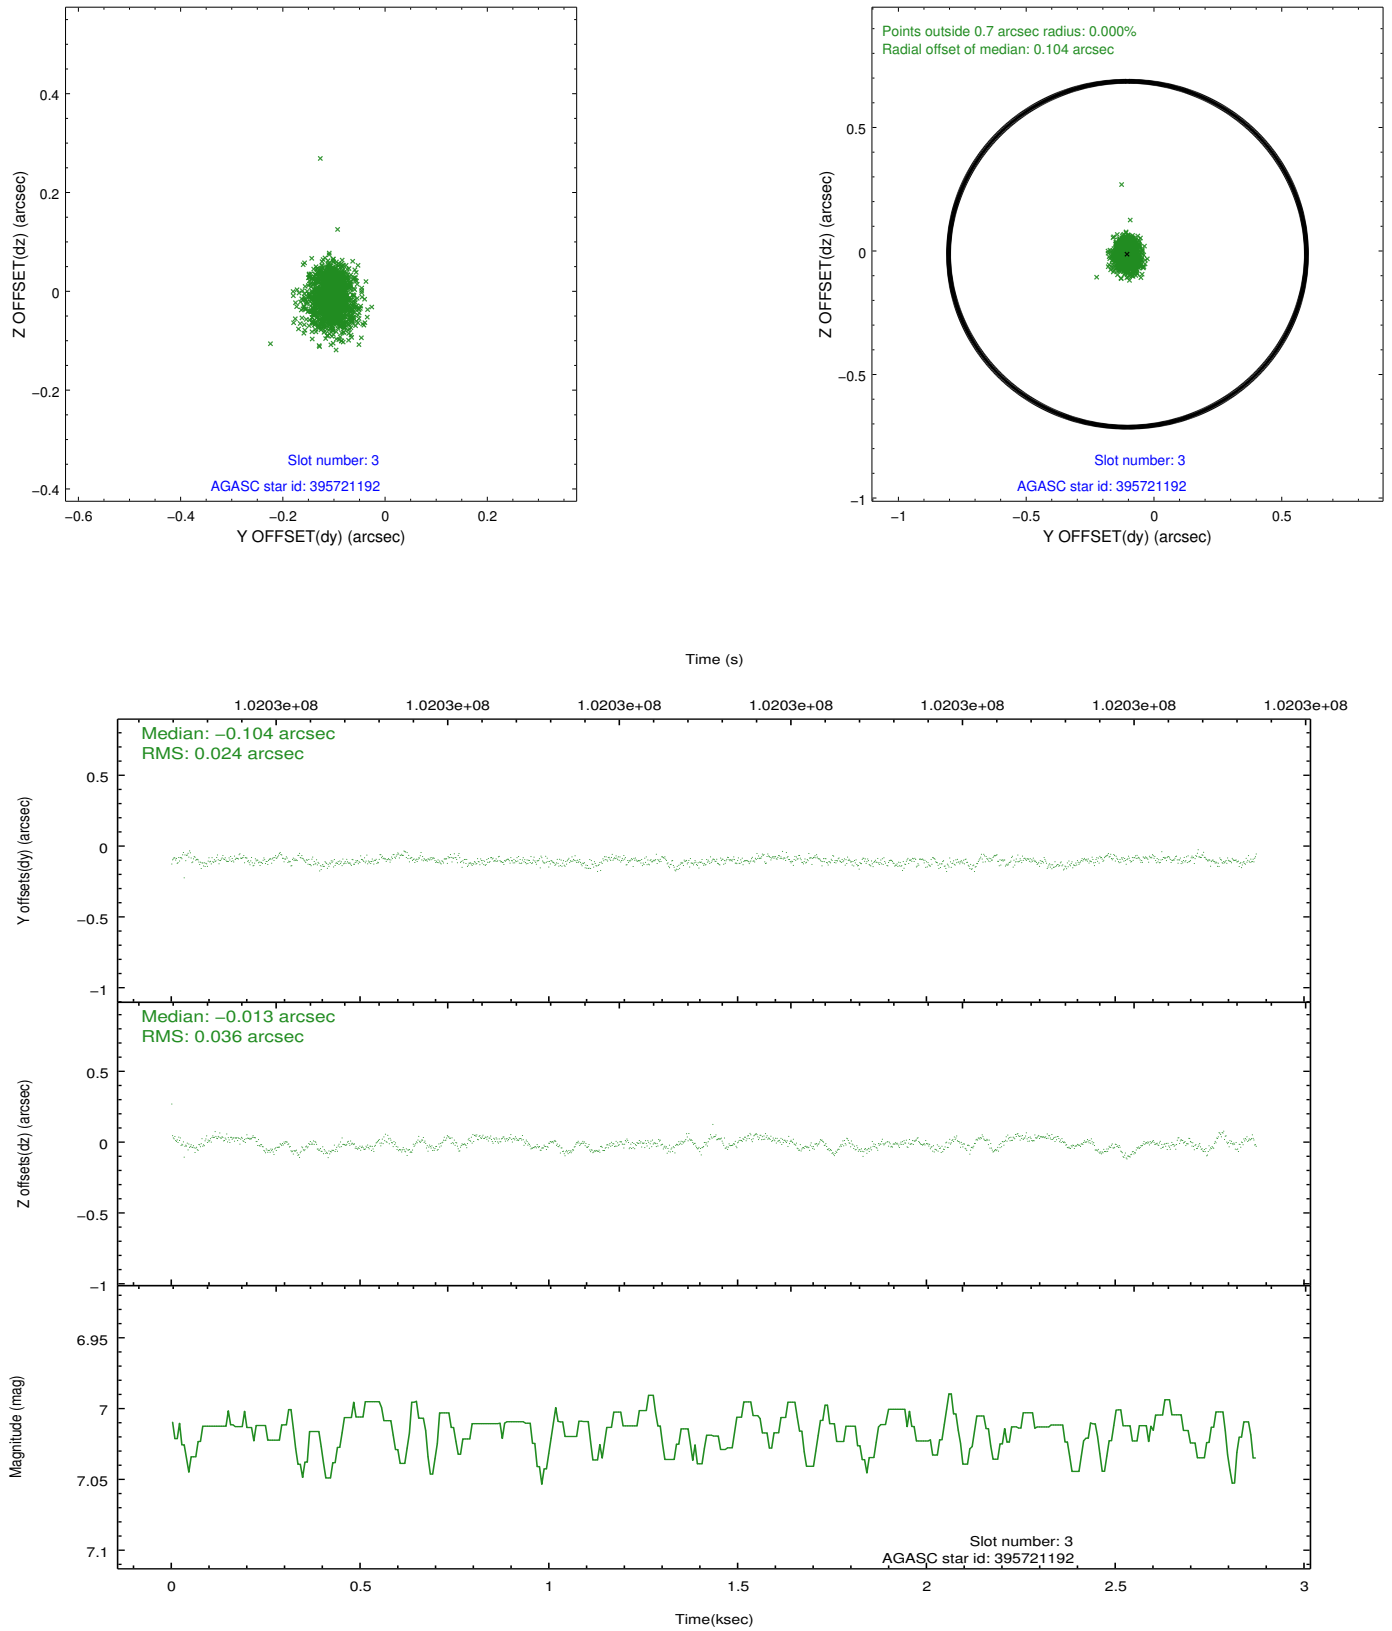 0.4
0.2
0
−0.2
−0.4
Z OFFSET(dz) (arcsec)
Slot number: 3
AGASC star id: 395721192
−0.6 −0.4 −0.2 0 0.2
Y OFFSET(dy) (arcsec)
Points outside 0.7 arcsec radius: 0.000%
Radial offset of median: 0.104 arcsec
0.5
0
−0.5
−1
Z OFFSET(dz) (arcsec)
Slot number: 3
AGASC star id: 395721192
−1 −0.5 0 0.5
Y OFFSET(dy) (arcsec)
Time (s)
1.0203e+08 1.0203e+08 1.0203e+08 1.0203e+08 1.0203e+08 1.0203e+08 1.0203e+08
Median: −0.104 arcsec
RMS: 0.024 arcsec
0.5
0
−0.5
−1
Y offsets(dy) (arcsec)
Median: −0.013 arcsec
RMS: 0.036 arcsec
0.5
0
−0.5
−1
Z offsets(dz) (arcsec)
6.95
7
7.05
7.1
Magnitude (mag)
Slot number: 3
AGASC star id: 395721192
0 0.5 1 1.5 2 2.5 3
Time(ksec)